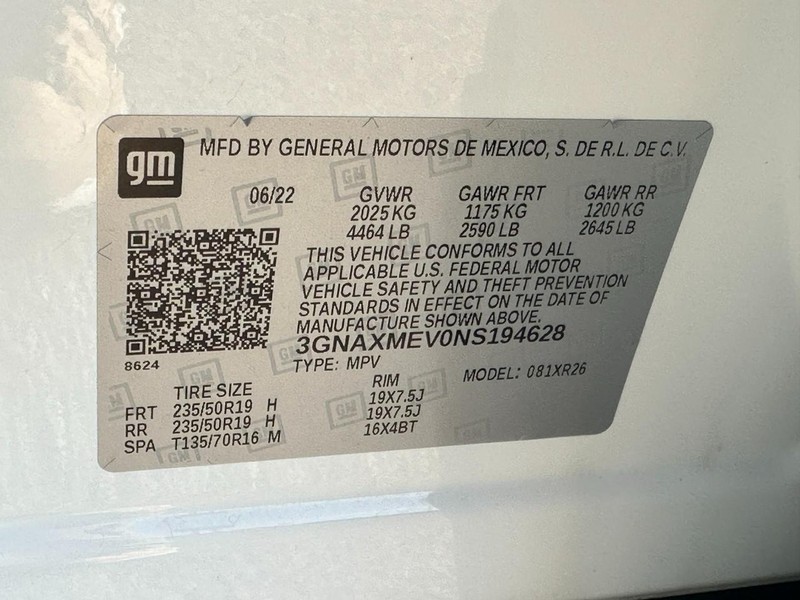 gm MFD BY GENERAL MOTORS DE MEXICO, S. DE R.L. DE C.V.
06/22 GVWR GAWR FRT GAWR RR
2025 KG 1175 KG 1200 KG
4464 LB 2590 LB 2645 LB
THIS VEHICLE CONFORMS TO ALL
APPLICABLE U.S. FEDERAL MOTOR
VEHICLE SAFETY AND THEFT PREVENTION
STANDARDS IN EFFECT ON THE DATE OF
MANUFACTURE SHOWN ABOVE.
3GNAXMEV0NS194628
8624 TYPE: MPV MODEL: 081XR26
TIRE SIZE RIM
FRT 235/50R19 H 19X7.5J
RR 235/50R19 H 19X7.5J
SPA T135/70R16 M 16X4BT